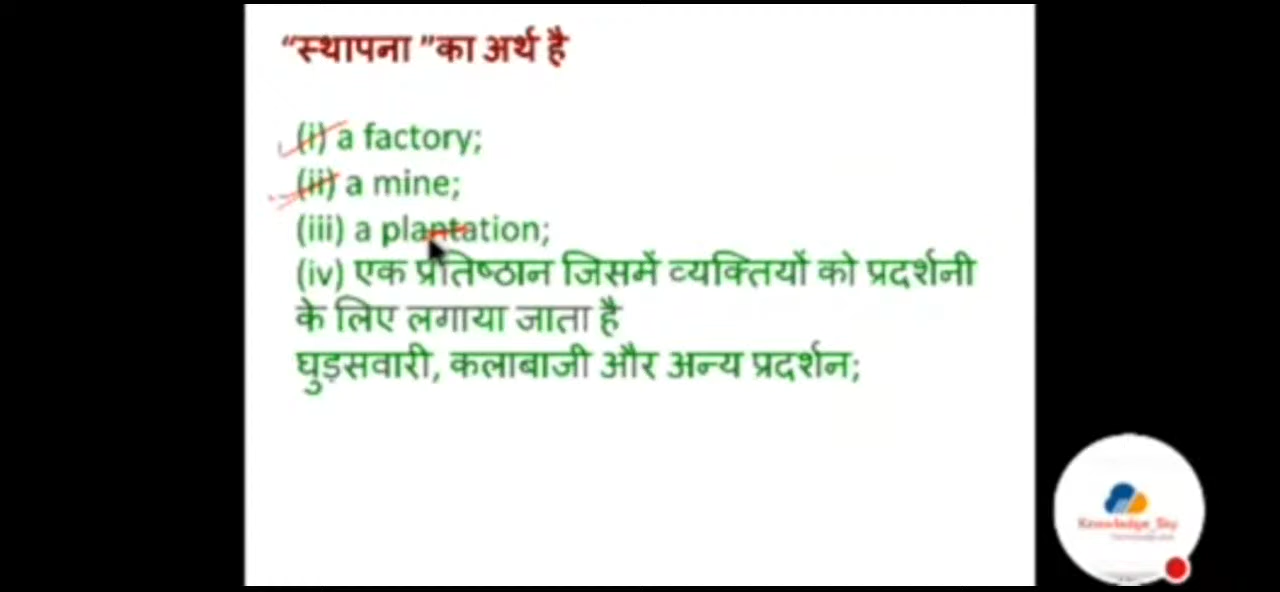 “स्थापना ”का अर्थ है
(i) a factory;
(ii) a mine;
(iii) a plantation;
(iv) एक प्रतिष्ठान जिसमें व्यक्तियों को प्रदर्शनी
के लिए लगाया जाता है
घुड़सवारी, कलाबाजी और अन्य प्रदर्शन;
Knowledge_Sky